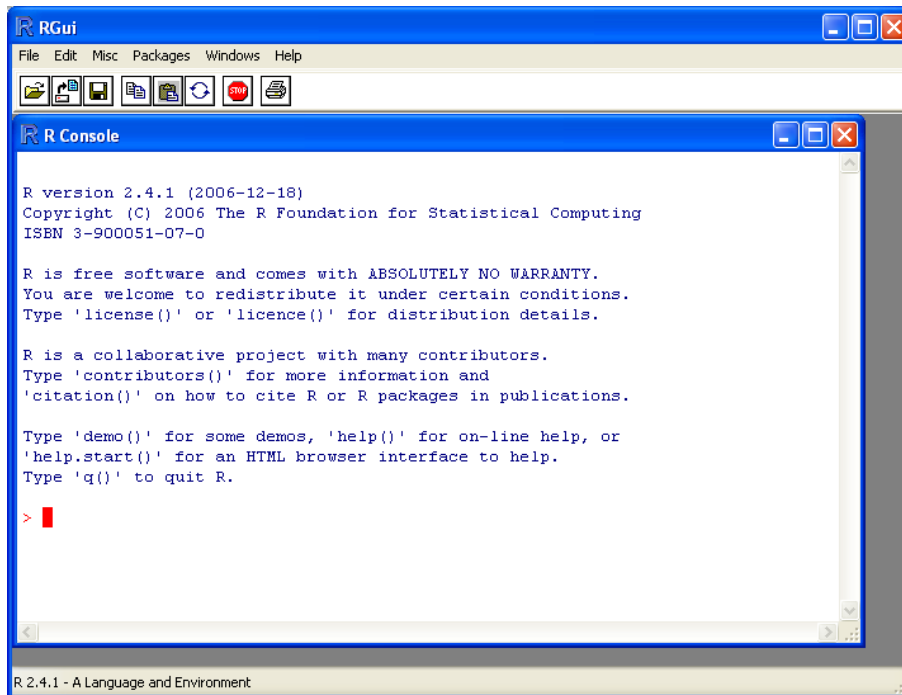 RGui
File Edit Misc Packages Windows Help
STOP
R Console
R version 2.4.1 (2006-12-18)
Copyright (C) 2006 The R Foundation for Statistical Computing
ISBN 3-900051-07-0
R is free software and comes with ABSOLUTELY NO WARRANTY.
You are welcome to redistribute it under certain conditions.
Type 'license()' or 'licence()' for distribution details.
R is a collaborative project with many contributors.
Type 'contributors()' for more information and
'citation()' on how to cite R or R packages in publications.
Type 'demo()' for some demos, 'help()' for on-line help, or
'help.start()' for an HTML browser interface to help.
Type 'q()' to quit R.
>
R 2.4.1 - A Language and Environment